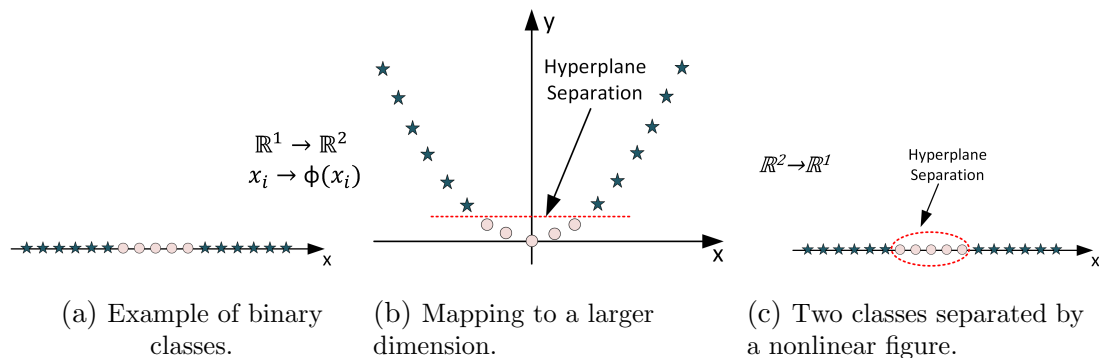 y
Hyperplane
Separation
ℝ¹ → ℝ²
xᵢ → ϕ(xᵢ)
x
x
ℝ²→ℝ¹
Hyperplane
Separation
x
(a) Example of binary
classes.
(b) Mapping to a larger
dimension.
(c) Two classes separated by
a nonlinear figure.